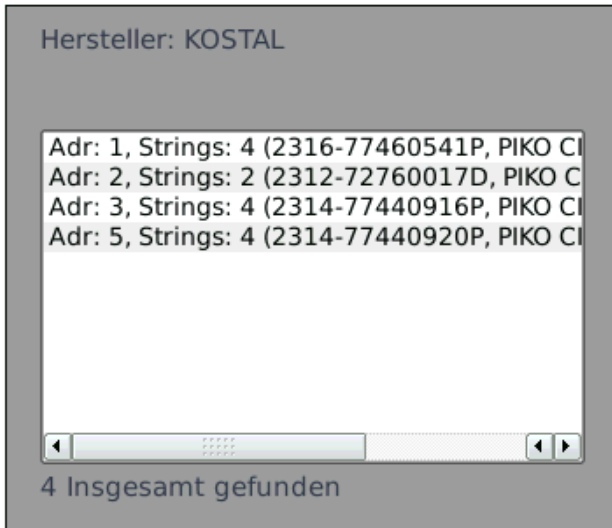 Hersteller: KOSTAL
Adr: 1, Strings: 4 (2316-77460541P, PIKO CI
Adr: 2, Strings: 2 (2312-72760017D, PIKO C
Adr: 3, Strings: 4 (2314-77440916P, PIKO CI
Adr: 5, Strings: 4 (2314-77440920P, PIKO CI
4 Insgesamt gefunden